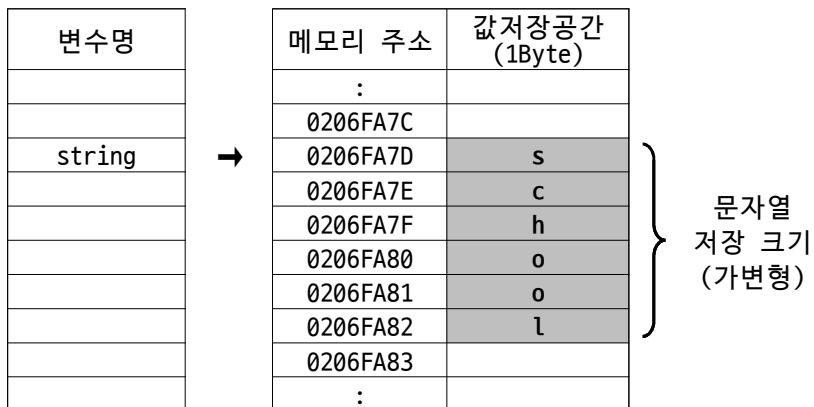 변수명 메모리 주소 값저장공간
(1Byte)
:
0206FA7C
string → 0206FA7D s
0206FA7E c
0206FA7F h
0206FA80 o
0206FA81 o
0206FA82 l
0206FA83
:
문자열
저장 크기
(가변형)